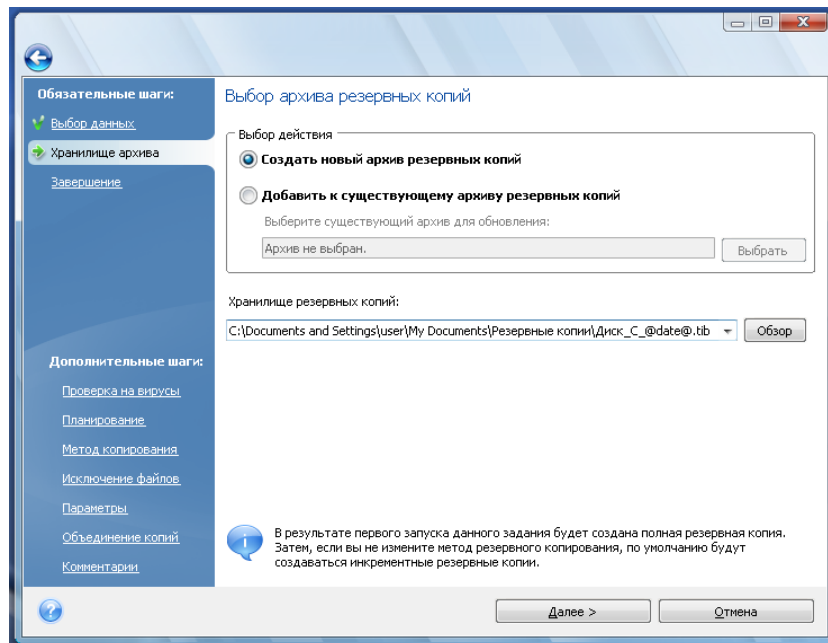 Обязательные шаги:
Выбор данных
Хранилище архива
Завершение
Дополнительные шаги:
Проверка на вирусы
Планирование
Метод копирования
Исключение файлов
Параметры
Объединение копий
Комментарии
Выбор архива резервных копий
Выбор действия
Создать новый архив резервных копий
Добавить к существующему архиву резервных копий
Выберите существующий архив для обновления:
Архив не выбран.
Выбрать
Хранилище резервных копий:
C:\Documents and Settings\user\My Documents\Резервные копии\Диск_C_@date@.tib
Обзор
В результате первого запуска данного задания будет создана полная резервная копия.
Затем, если вы не измените метод резервного копирования, по умолчанию будут
создаваться инкрементные резервные копии.
Далее >
Отмена